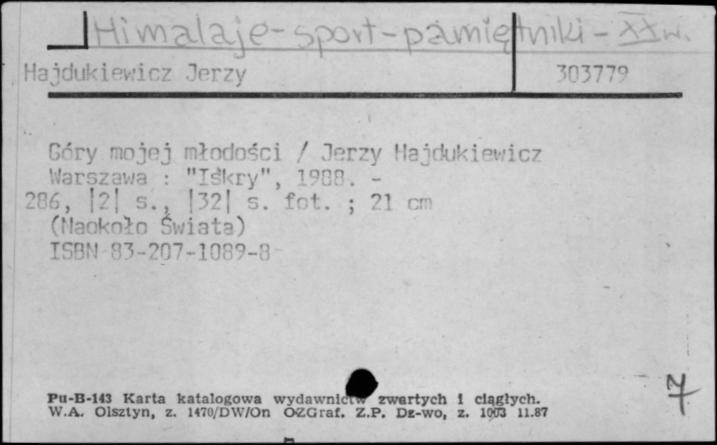 Himalaje - sport - pamiętniki - XX w.
Hajdukiewicz Jerzy 303779
Góry mojej młodości / Jerzy Hajdukiewicz
Warszawa : "Iskry", 1988. -
286, |2| s., |32| s. fot. ; 21 cm
(Naokoło Świata)
ISBN 83-207-1089-8
Pu-B-143 Karta katalogowa wydawnictw zwartych i ciągłych.
W.A. Olsztyn, z. 1470/DW/On OZGraf. Z.P. Dz-wo, z. 1003 11.87
7